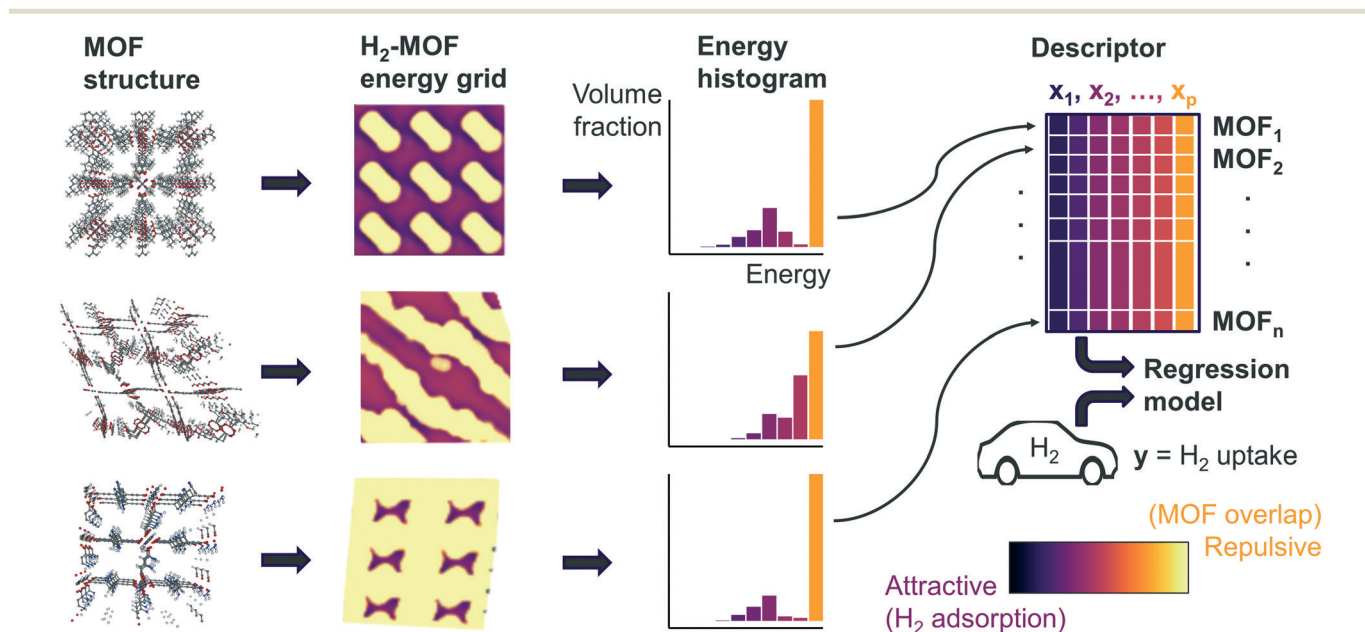 MOF
structure
H₂-MOF
energy grid
Energy
histogram
Descriptor
Volume
fraction
x₁, x₂, ..., xₚ
MOF₁
MOF₂
MOFₙ
Energy
Regression
model
H₂
y = H₂ uptake
(MOF overlap)
Repulsive
Attractive
(H₂ adsorption)